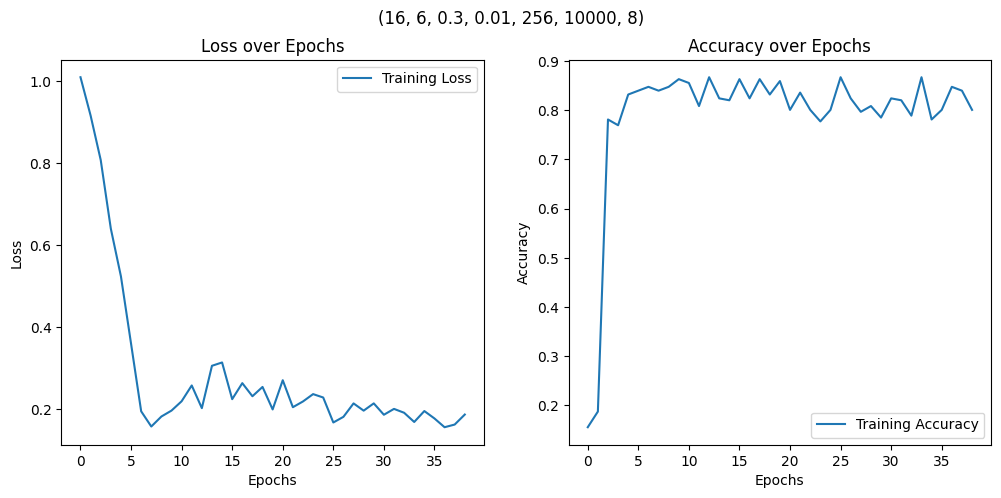 (16, 6, 0.3, 0.01, 256, 10000, 8)
Loss over Epochs
Training Loss
1.0
0.8
0.6
0.4
0.2
Loss
0 5 10 15 20 25 30 35
Epochs
Accuracy over Epochs
0.9
0.8
0.7
0.6
0.5
0.4
0.3
0.2
Accuracy
Training Accuracy
0 5 10 15 20 25 30 35
Epochs